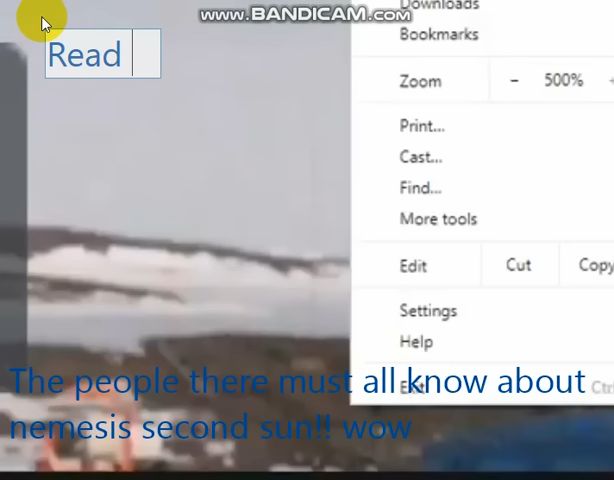 WWW.BANDICAM.COM
Downloads
Read
Bookmarks
Zoom - 500% +
Print...
Cast...
Find...
More tools
Edit Cut Copy
Settings
Help
The people there must all know about
nemesis second sun!! wow